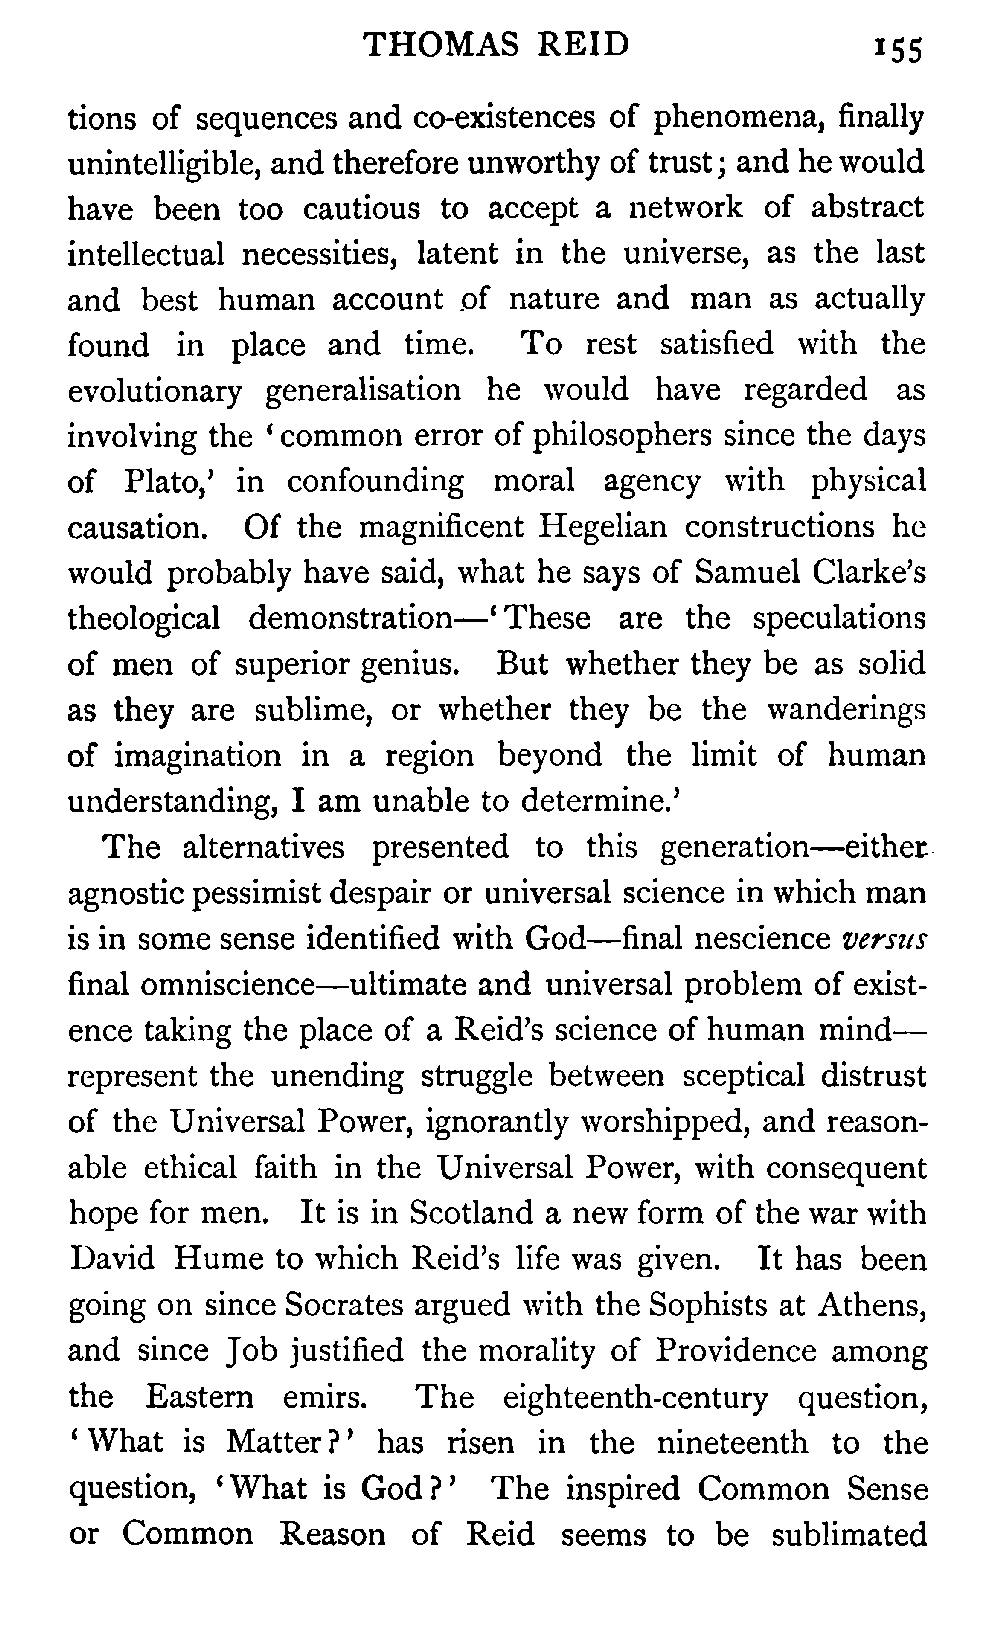 THOMAS REID 155
tions of sequences and co-existences of phenomena, finally
unintelligible, and therefore unworthy of trust; and he would
have been too cautious to accept a network of abstract
intellectual necessities, latent in the universe, as the last
and best human account of nature and man as actually
found in place and time. To rest satisfied with the
evolutionary generalisation he would have regarded as
involving the ‘common error of philosophers since the days
of Plato,’ in confounding moral agency with physical
causation. Of the magnificent Hegelian constructions he
would probably have said, what he says of Samuel Clarke’s
theological demonstration—‘These are the speculations
of men of superior genius. But whether they be as solid
as they are sublime, or whether they be the wanderings
of imagination in a region beyond the limit of human
understanding, I am unable to determine.’
The alternatives presented to this generation—either
agnostic pessimist despair or universal science in which man
is in some sense identified with God—final nescience versus
final omniscience—ultimate and universal problem of exist-
ence taking the place of a Reid’s science of human mind—
represent the unending struggle between sceptical distrust
of the Universal Power, ignorantly worshipped, and reason-
able ethical faith in the Universal Power, with consequent
hope for men. It is in Scotland a new form of the war with
David Hume to which Reid’s life was given. It has been
going on since Socrates argued with the Sophists at Athens,
and since Job justified the morality of Providence among
the Eastern emirs. The eighteenth-century question,
‘What is Matter?’ has risen in the nineteenth to the
question, ‘What is God?’ The inspired Common Sense
or Common Reason of Reid seems to be sublimated